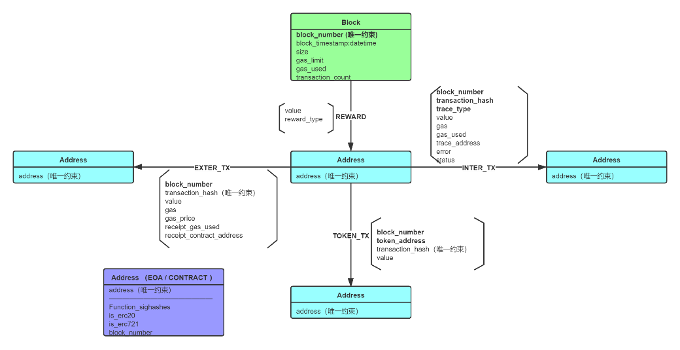 Block
block_number (唯一约束)
block_timestamp:datetime
size
gas_limit
gas_used
transaction_count
value
reward_type
REWARD
block_number
transaction_hash
trace_type
value
gas
gas_used
trace_address
error
status
Address
address（唯一约束）
EXTER_TX
Address
address（唯一约束）
INTER_TX
Address
address（唯一约束）
block_number
transaction_hash（唯一约束）
value
gas
gas_price
receipt_gas_used
receipt_contract_address
TOKEN_TX
block_number
token_address
transaction_hash（唯一约束）
value
Address （EOA / CONTRACT ）
address（唯一约束）
Function_sighashes
is_erc20
is_erc721
block_number
Address
address（唯一约束）